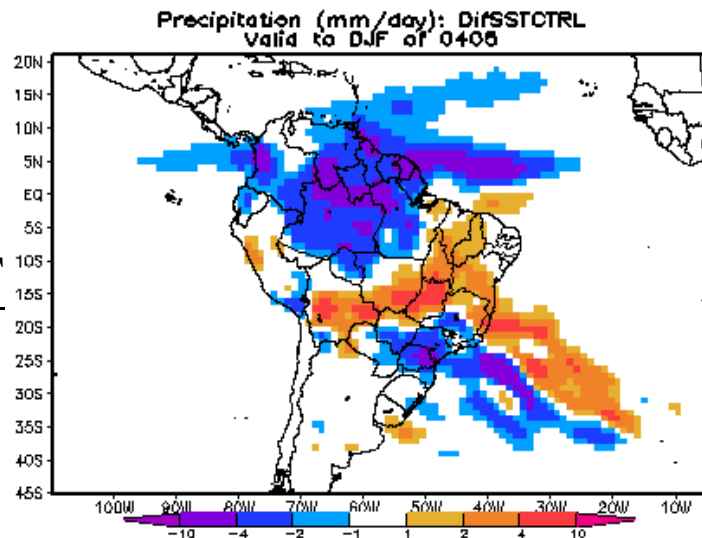 Precipitation (mm/day): DifSSTCTRL
Valid to DJF of 0406
20N
15N
10N
5N
EQ
5S
10S
15S
20S
25S
30S
35S
40S
45S
100W 90W 80W 70W 60W 50W 40W 30W 20W 10W
-10 -4 -2 -1 1 2 4 10